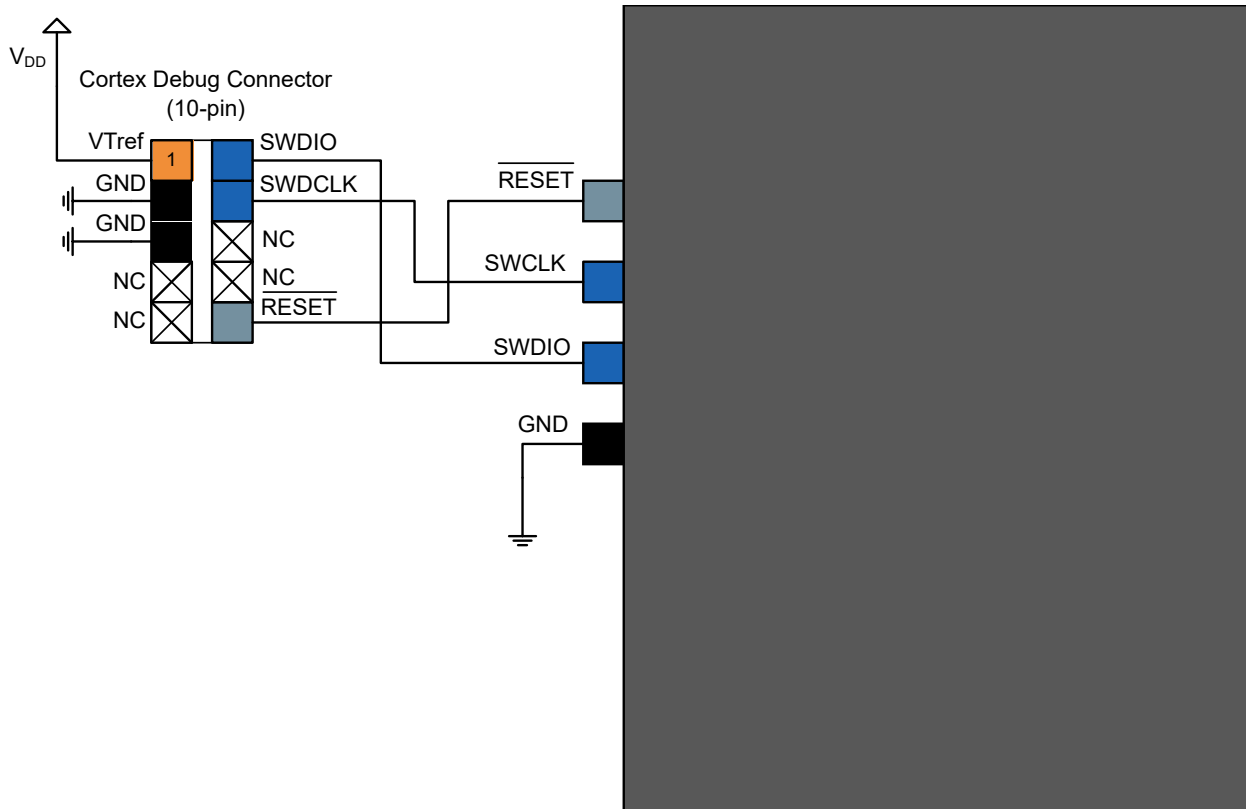 VDD
Cortex Debug Connector
(10-pin)
VTref
1
SWDIO
GND
SWDCLK
GND
NC
NC
NC
NC
RESET
RESET
SWCLK
SWDIO
GND